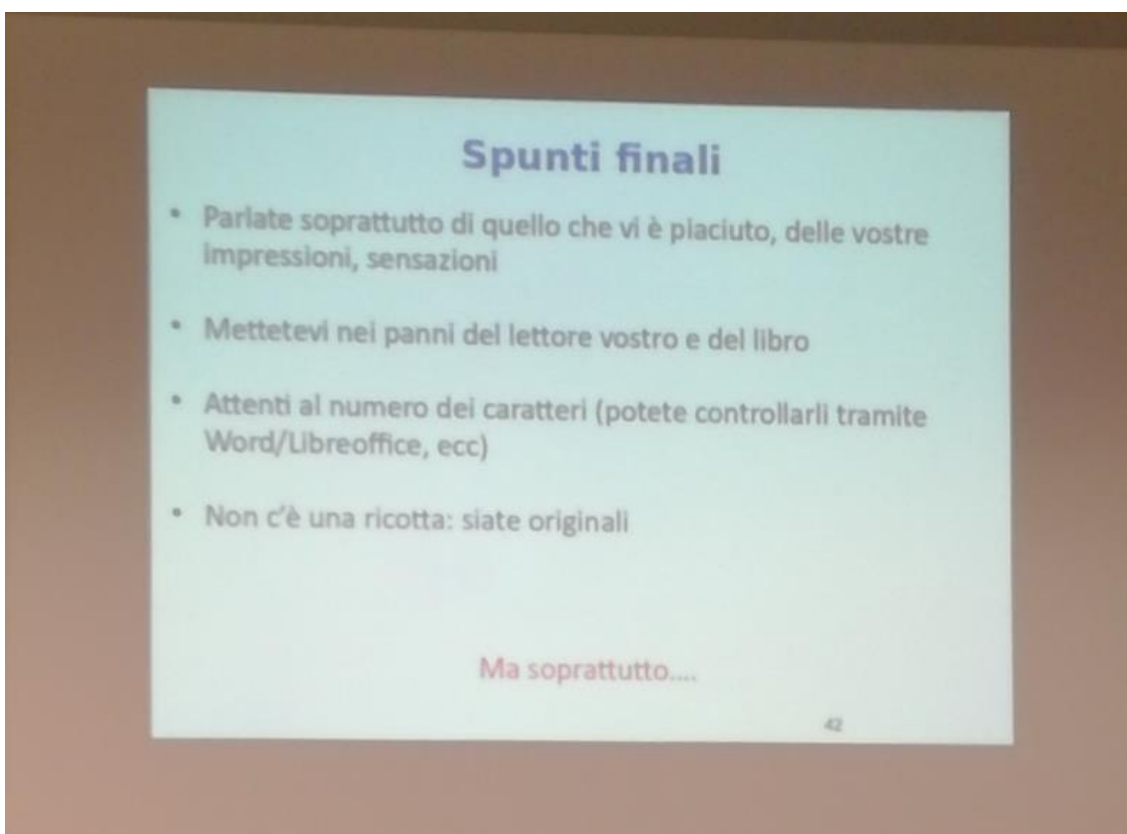 Spunti finali
• Parlate soprattutto di quello che vi è piaciuto, delle vostre
impressioni, sensazioni
• Mettetevi nei panni del lettore vostro e del libro
• Attenti al numero dei caratteri (potete controllarli tramite
Word/Libreoffice, ecc)
• Non c'è una ricotta: siate originali
Ma soprattutto....
42